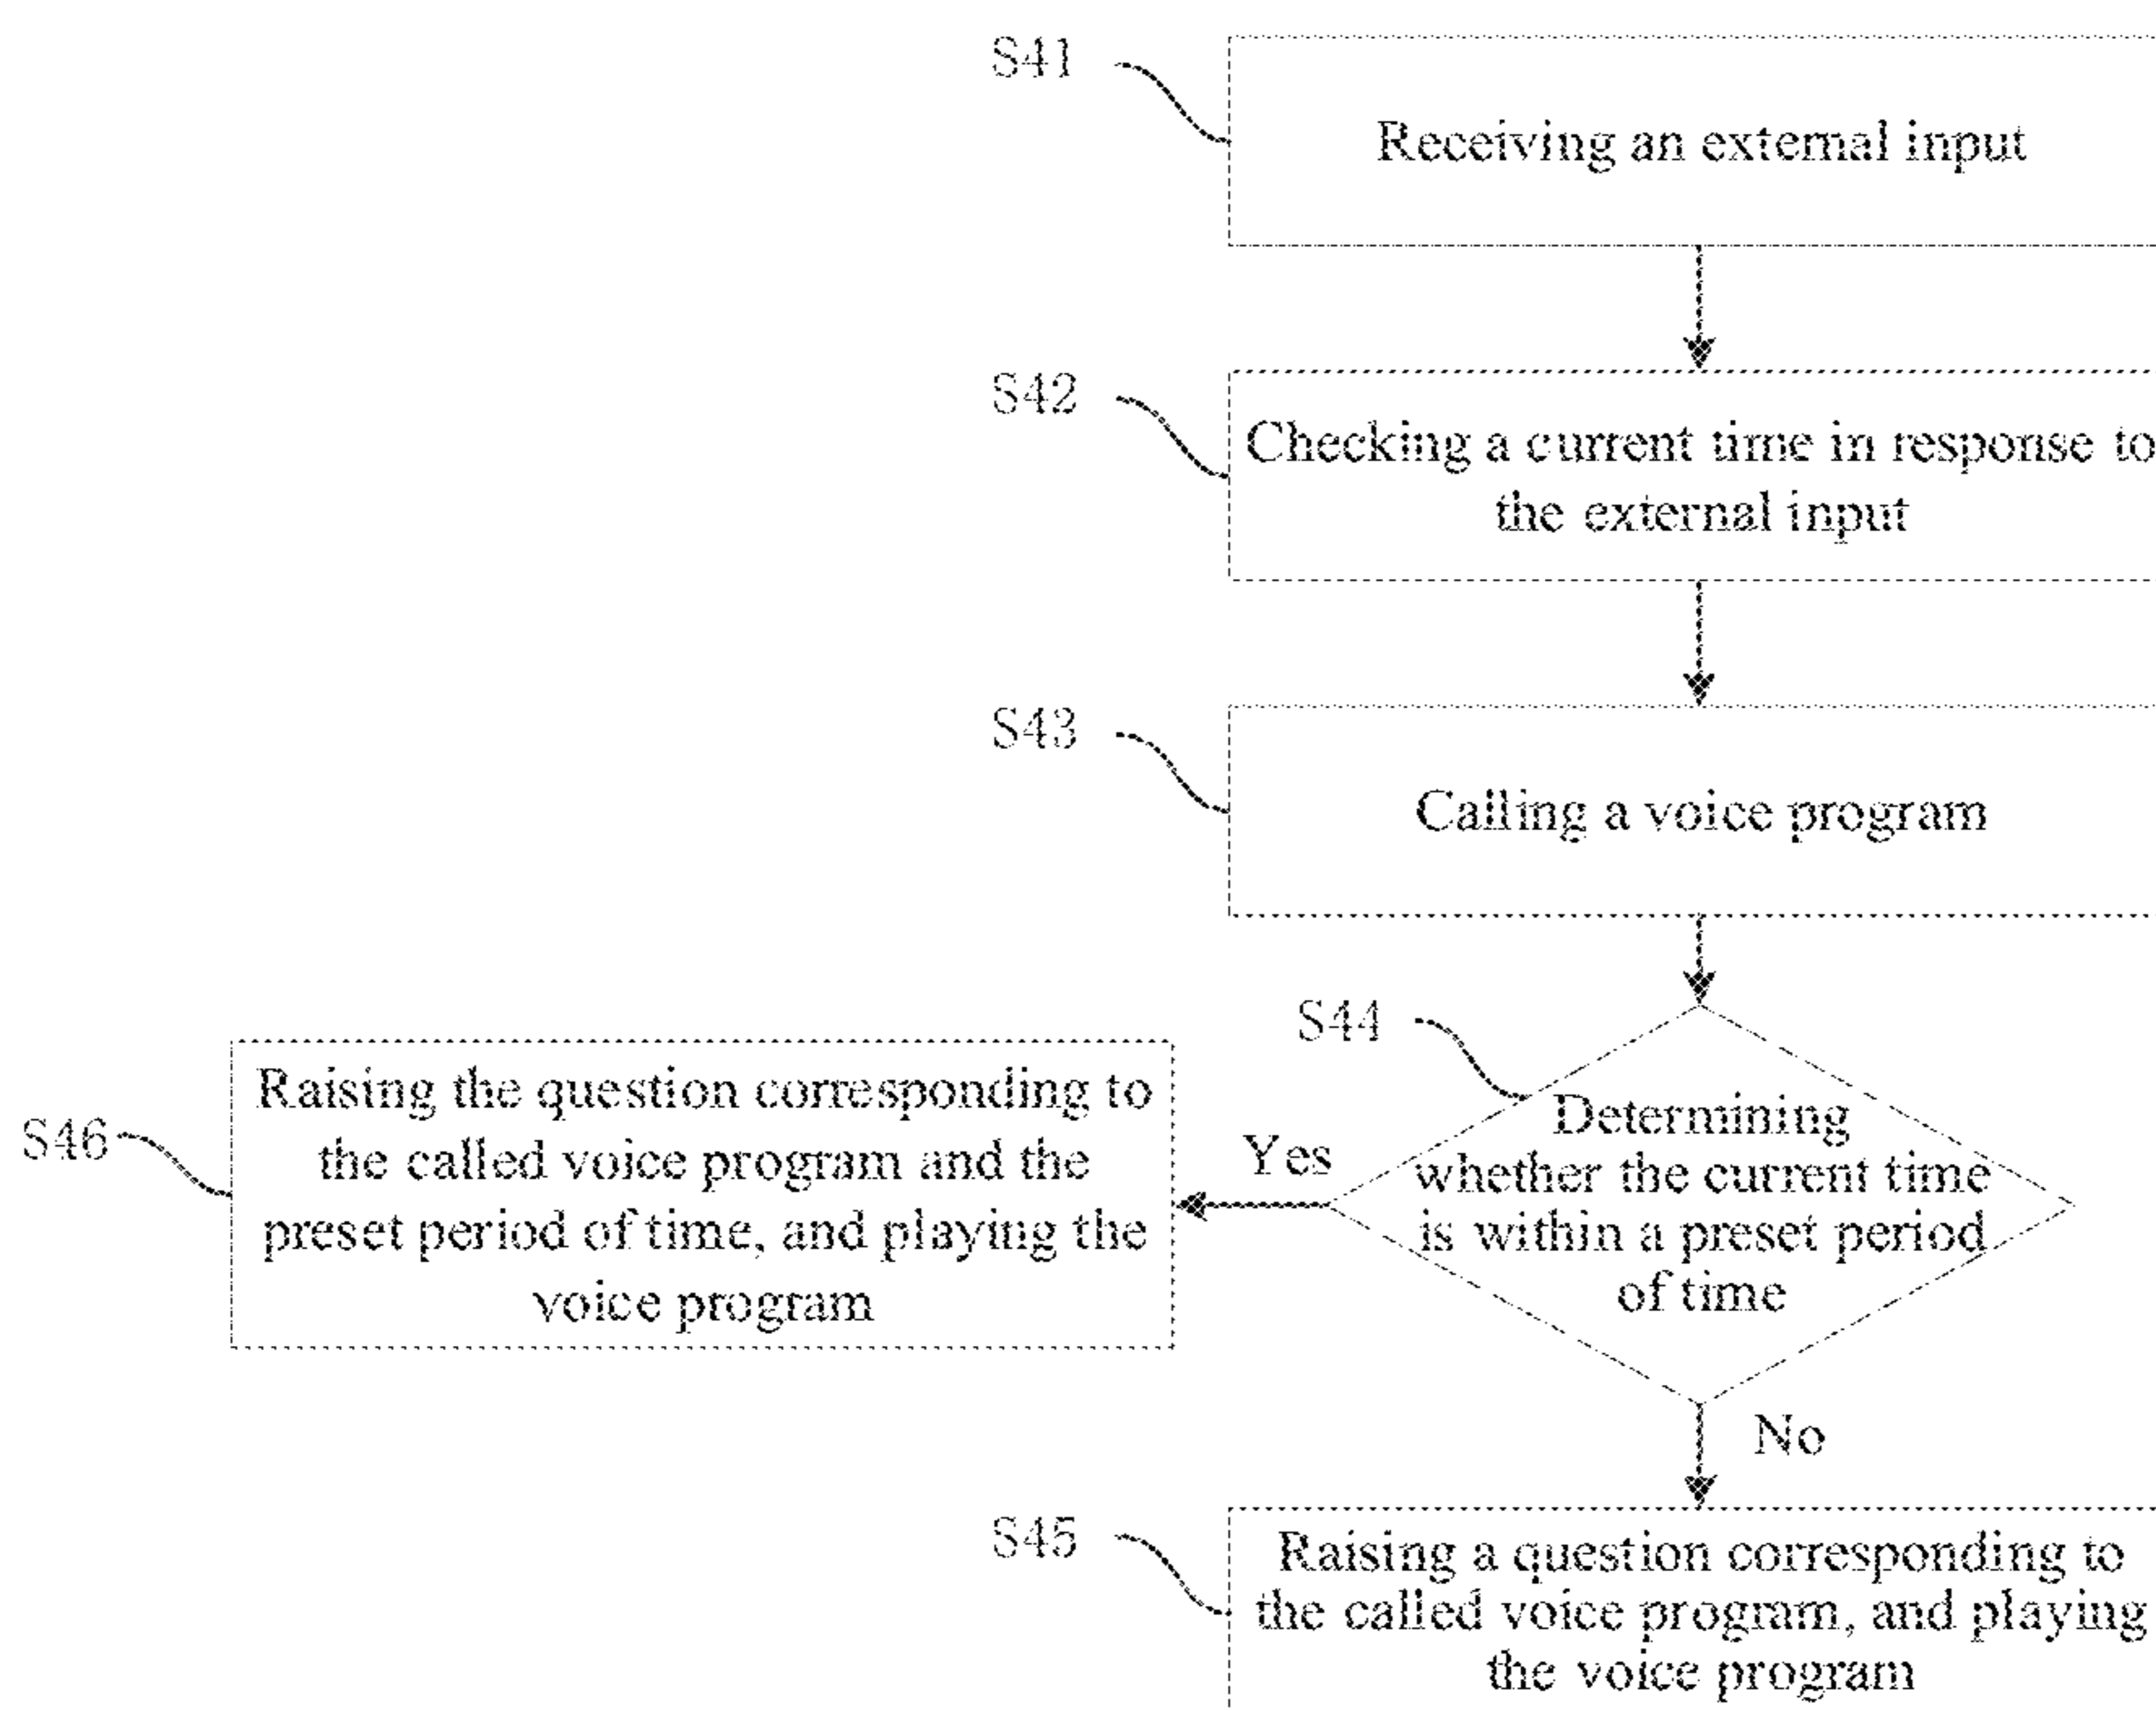 S41
Receiving an external input
S42
Checking a current time in response to
the external input
S43
Calling a voice program
S44
Determining
whether the current time
is within a preset period
of time
Yes
S46
Raising the question corresponding to
the called voice program and the
preset period of time, and playing the
voice program
No
S45
Raising a question corresponding to
the called voice program, and playing
the voice program